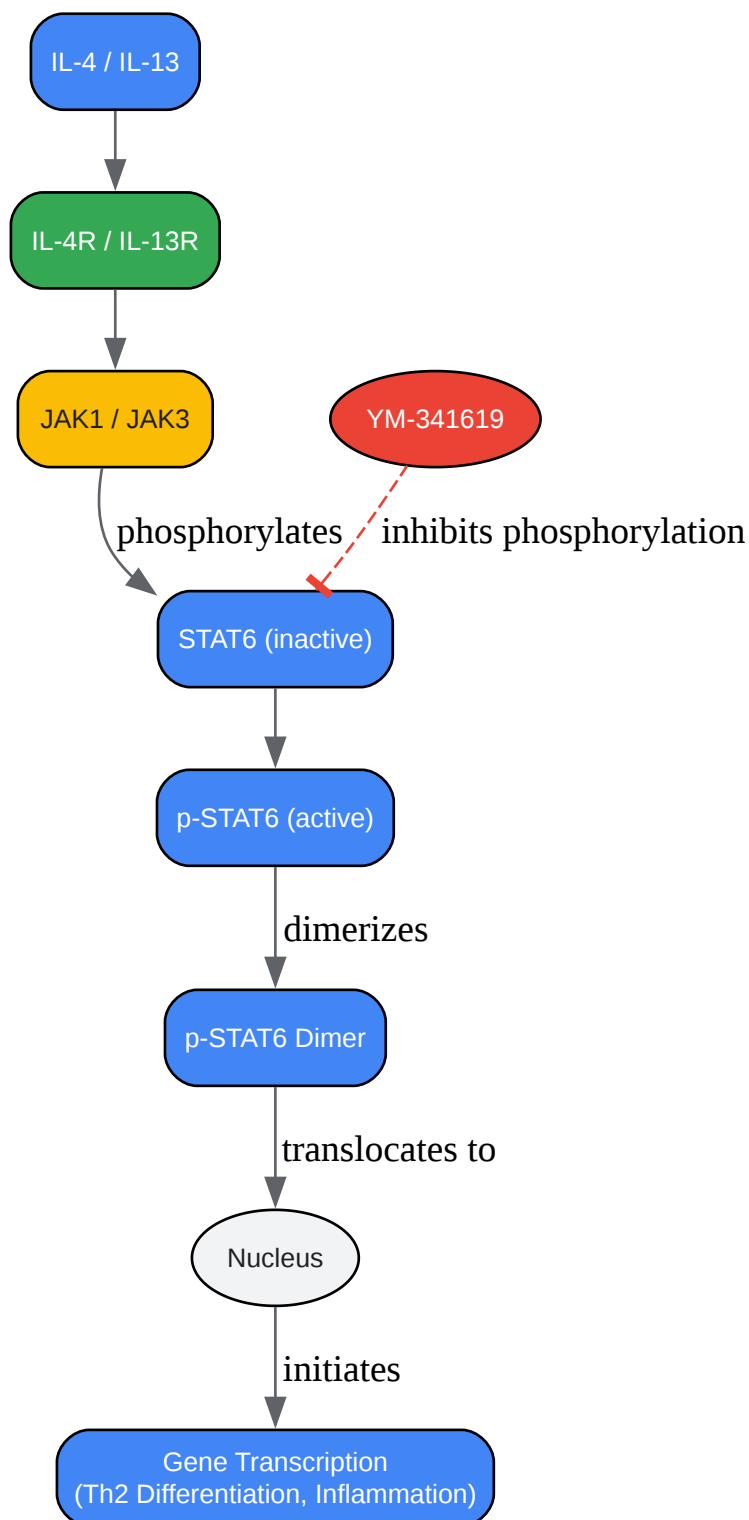 IL-4 / IL-13
IL-4R / IL-13R
JAK1 / JAK3
YM-341619
phosphorylates
inhibits phosphorylation
STAT6 (inactive)
p-STAT6 (active)
dimerizes
p-STAT6 Dimer
translocates to
Nucleus
initiates
Gene Transcription
(Th2 Differentiation, Inflammation)